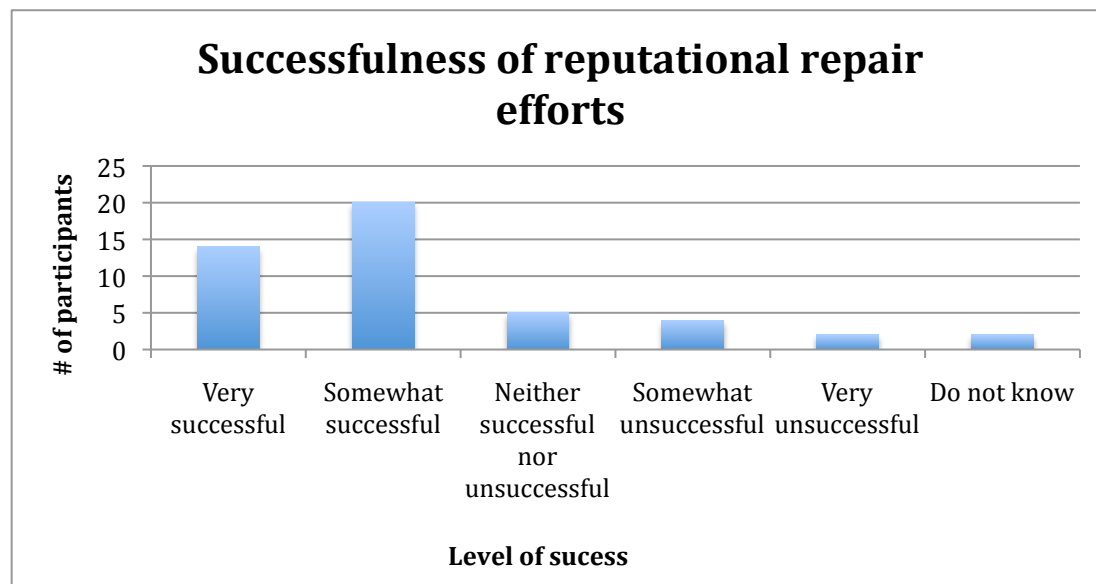 Successfulness of reputational repair
efforts
# of participants
25
20
15
10
5
0
Very
successful
Somewhat
successful
Neither
successful
nor
unsuccessful
Somewhat
unsuccessful
Very
unsuccessful
Do not know
Level of sucess